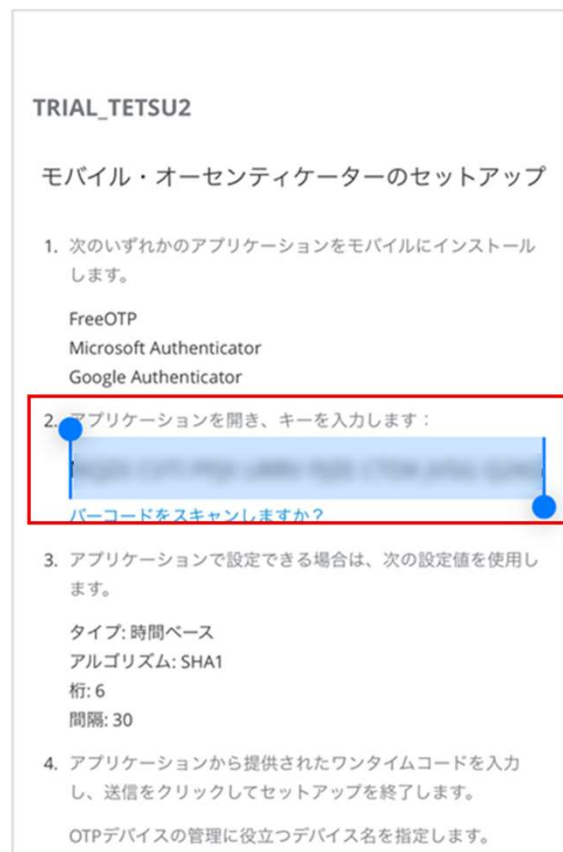 TRIAL_TETSU2
モバイル・オーセンティケーターのセットアップ
1. 次のいずれかのアプリケーションをモバイルにインストール
します。
FreeOTP
Microsoft Authenticator
Google Authenticator
2. アプリケーションを開き、キーを入力します：
バーコードをスキャンしますか？
3. アプリケーションで設定できる場合は、次の設定値を使用し
ます。
タイプ: 時間ベース
アルゴリズム: SHA1
桁: 6
間隔: 30
4. アプリケーションから提供されたワンタイムコードを入力
し、送信をクリックしてセットアップを終了します。
OTPデバイスの管理に役立つデバイス名を指定します。